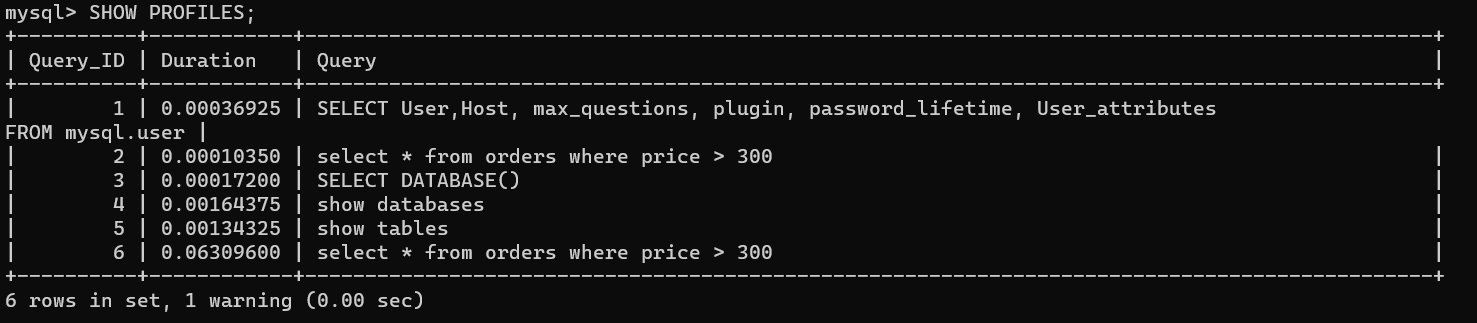 mysql> SHOW PROFILES;
+----------+------------+---------------------------------------------------------------------------------------------+
| Query_ID | Duration   | Query                                                                                       |
+----------+------------+---------------------------------------------------------------------------------------------+
|        1 | 0.00036925 | SELECT User,Host, max_questions, plugin, password_lifetime, User_attributes
FROM mysql.user |
|        2 | 0.00010350 | select * from orders where price > 300                                                      |
|        3 | 0.00017200 | SELECT DATABASE()                                                                           |
|        4 | 0.00164375 | show databases                                                                              |
|        5 | 0.00134325 | show tables                                                                                 |
|        6 | 0.06309600 | select * from orders where price > 300                                                      |
+----------+------------+---------------------------------------------------------------------------------------------+
6 rows in set, 1 warning (0.00 sec)